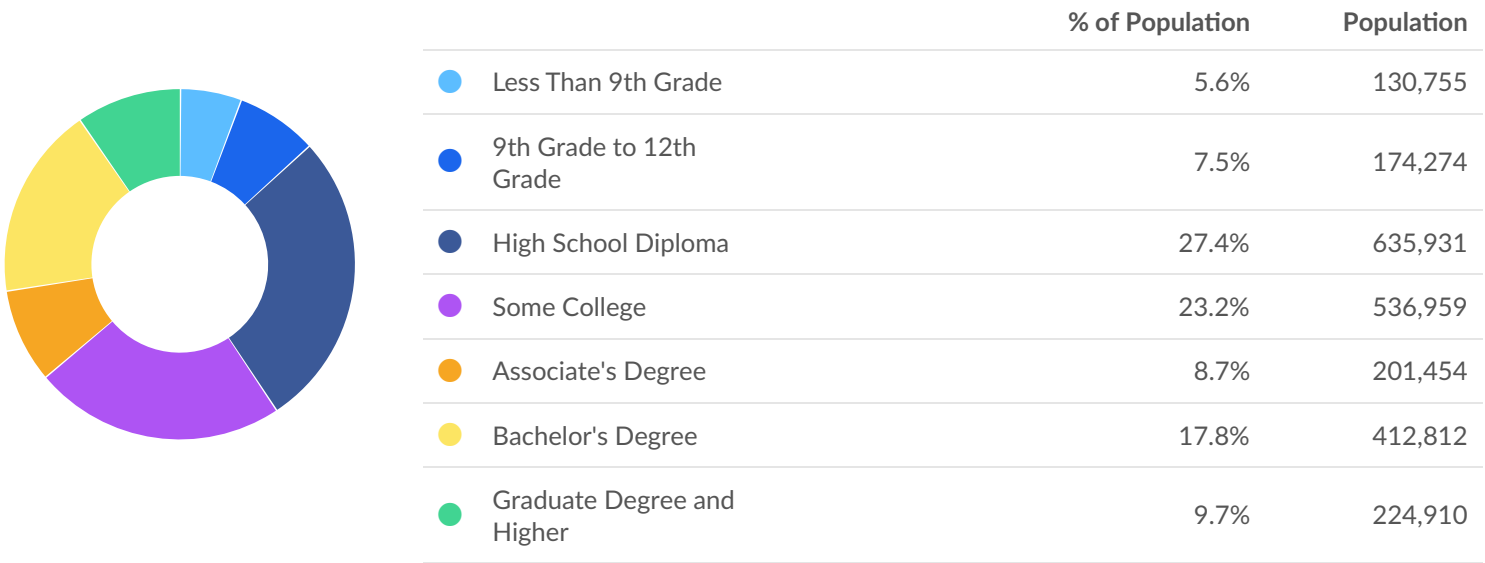 % of Population Population
Less Than 9th Grade 5.6% 130,755
9th Grade to 12th
Grade 7.5% 174,274
High School Diploma 27.4% 635,931
Some College 23.2% 536,959
Associate's Degree 8.7% 201,454
Bachelor's Degree 17.8% 412,812
Graduate Degree and
Higher 9.7% 224,910